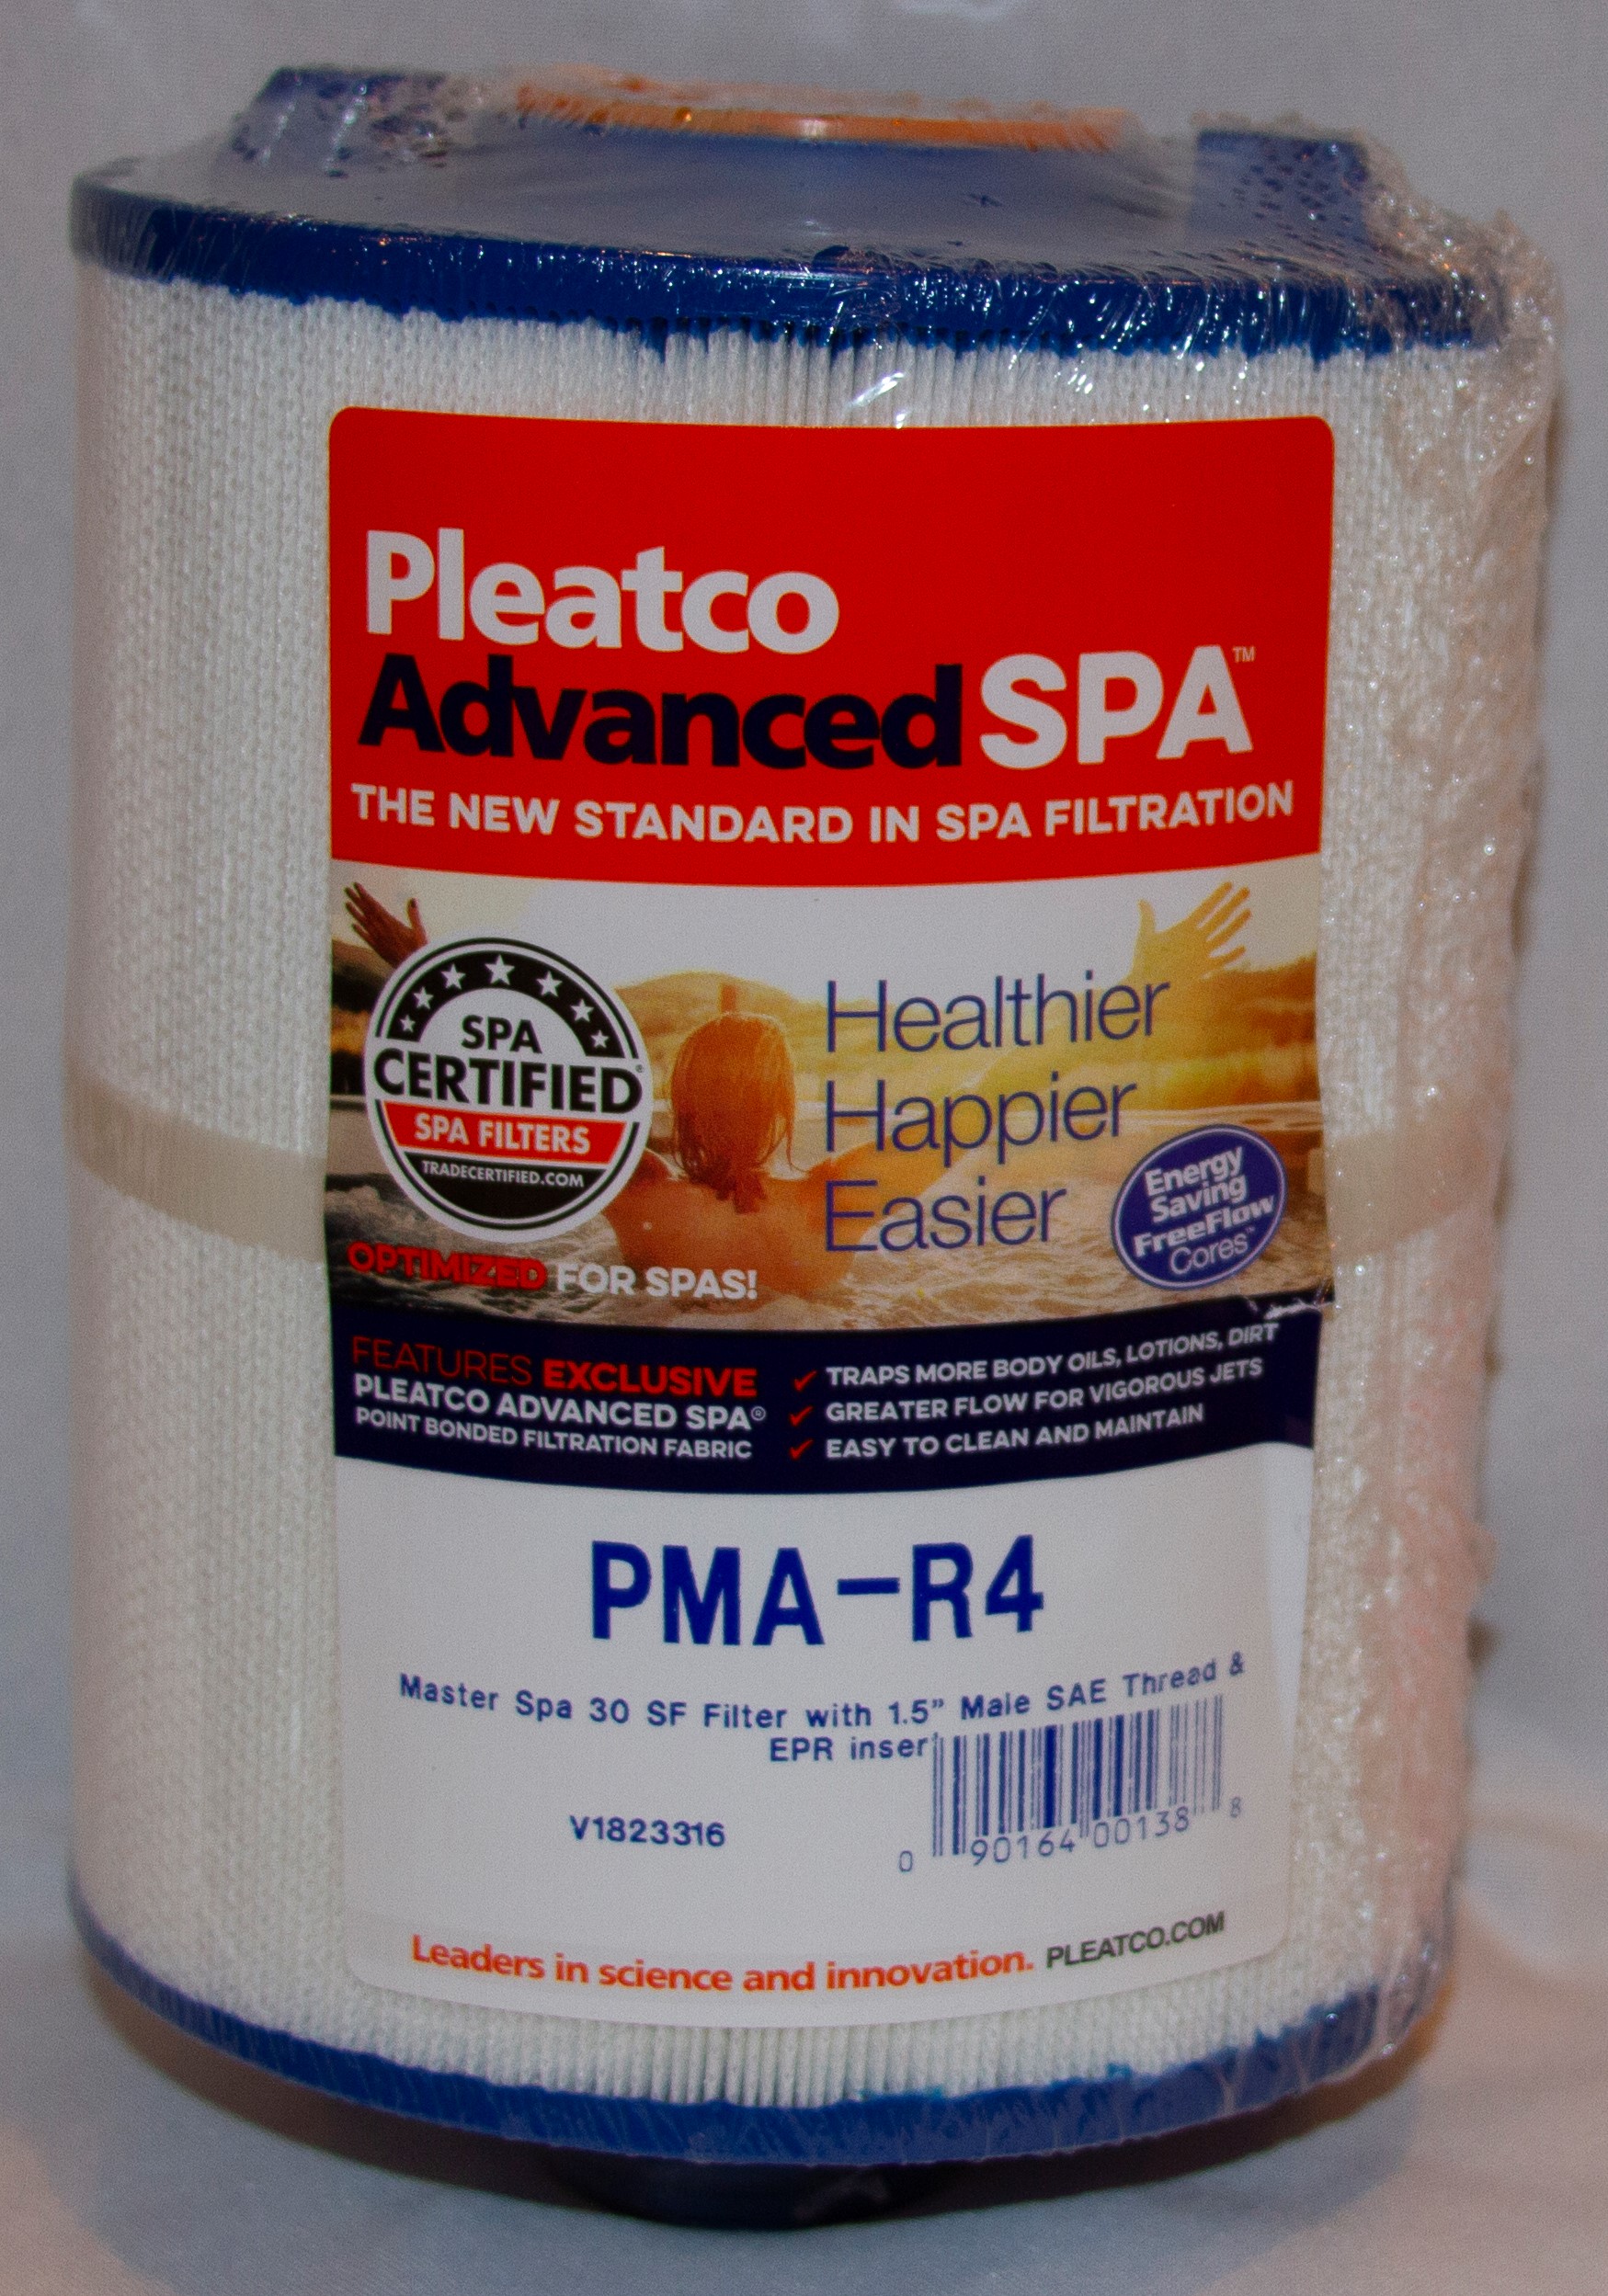 Pleatco
Advanced SPA™
THE NEW STANDARD IN SPA FILTRATION
SPA
CERTIFIED®
SPA FILTERS
TRADECERTIFIED.COM
Healthier
Happier
Easier
Energy
Saving
FreeFlow
Cores™
OPTIMIZED FOR SPAS!
FEATURES EXCLUSIVE
PLEATCO ADVANCED SPA®
POINT BONDED FILTRATION FABRIC
✓ TRAPS MORE BODY OILS, LOTIONS, DIRT
✓ GREATER FLOW FOR VIGOROUS JETS
✓ EASY TO CLEAN AND MAINTAIN
PMA-R4
Master Spa 30 SF Filter with 1.5" Male SAE Thread &
EPR insert
V1823316
0 90164 00138 8
Leaders in science and innovation. PLEATCO.COM